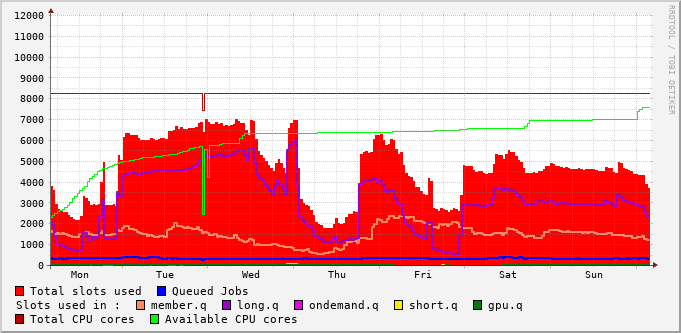 RRDTOOL / TOBI OETIKER
12000
11000
10000
9000
8000
7000
6000
5000
4000
3000
2000
1000
0
Mon Tue Wed Thu Fri Sat Sun
Total slots used Queued Jobs
Slots used in : member.q long.q ondemand.q short.q gpu.q
Total CPU cores Available CPU cores